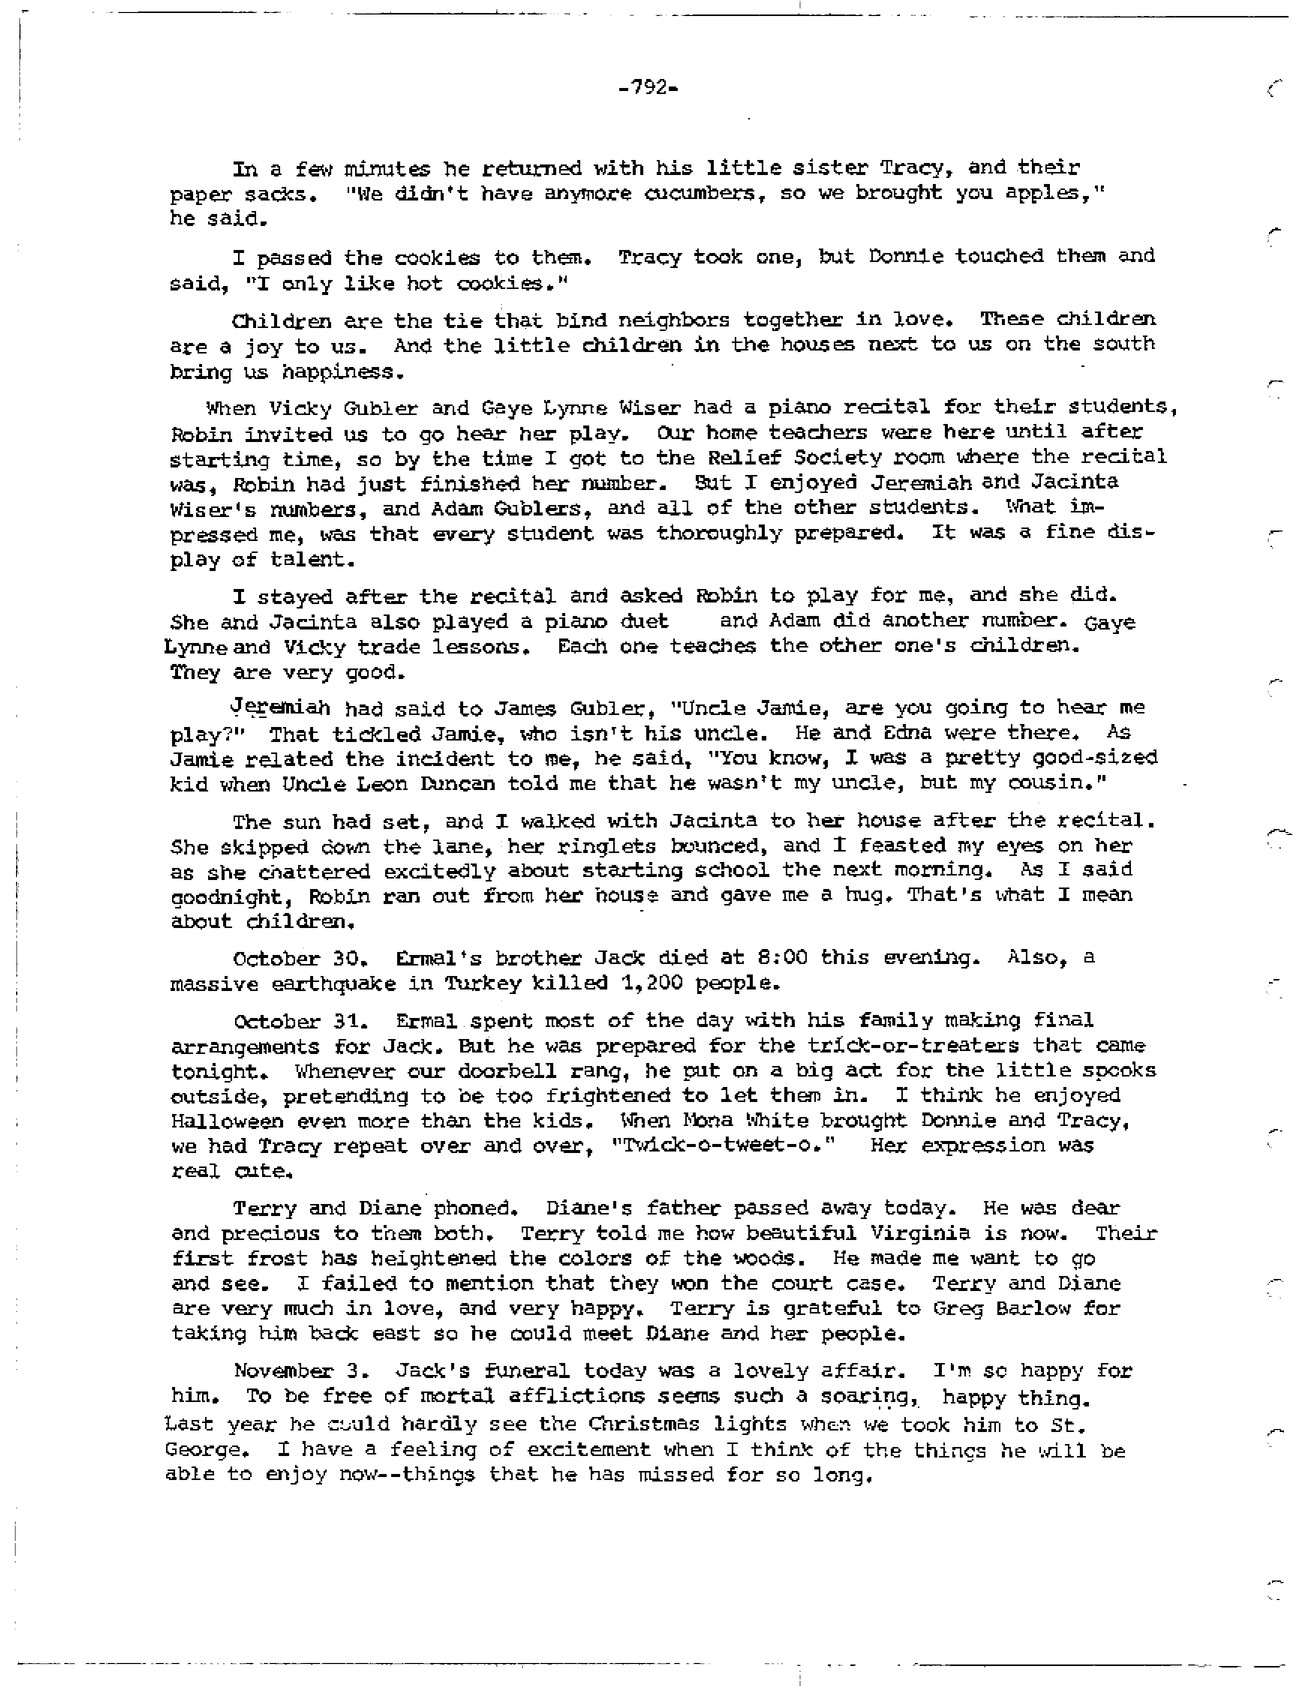 -792-
In a few minutes he returned with his little sister Tracy, and their
paper sacks. "We didn't have anymore cucumbers, so we brought you apples,"
he said.
I passed the cookies to them. Tracy took one, but Donnie touched them and
said, "I only like hot cookies."
Children are the tie that bind neighbors together in love. These children
are a joy to us. And the little children in the houses next to us on the south
bring us happiness.
When Vicky Gubler and Gaye Lynne Wiser had a piano recital for their students,
Robin invited us to go hear her play. Our home teachers were here until after
starting time, so by the time I got to the Relief Society room where the recital
was, Robin had just finished her number. But I enjoyed Jeremiah and Jacinta
Wiser's numbers, and Adam Gublers, and all of the other students. What im-
pressed me, was that every student was thoroughly prepared. It was a fine dis-
play of talent.
I stayed after the recital and asked Robin to play for me, and she did.
She and Jacinta also played a piano duet and Adam did another number. Gaye
Lynne and Vicky trade lessons. Each one teaches the other one's children.
They are very good.
Jeremiah had said to James Gubler, "Uncle Jamie, are you going to hear me
play?" That tickled Jamie, who isn't his uncle. He and Edna were there. As
Jamie related the incident to me, he said, "You know, I was a pretty good-sized
kid when Uncle Leon Duncan told me that he wasn't my uncle, but my cousin."
The sun had set, and I walked with Jacinta to her house after the recital.
She skipped down the lane, her ringlets bounced, and I feasted my eyes on her
as she chattered excitedly about starting school the next morning. As I said
goodnight, Robin ran out from her house and gave me a hug. That's what I mean
about children.
October 30. Ermal's brother Jack died at 8:00 this evening. Also, a
massive earthquake in Turkey killed 1,200 people.
October 31. Ermal spent most of the day with his family making final
arrangements for Jack. But he was prepared for the trick-or-treaters that came
tonight. Whenever our doorbell rang, he put on a big act for the little spooks
outside, pretending to be too frightened to let them in. I think he enjoyed
Halloween even more than the kids. When Mona White brought Donnie and Tracy,
we had Tracy repeat over and over, "Twick-o-tweet-o." Her expression was
real cute.
Terry and Diane phoned. Diane's father passed away today. He was dear
and precious to them both. Terry told me how beautiful Virginia is now. Their
first frost has heightened the colors of the woods. He made me want to go
and see. I failed to mention that they won the court case. Terry and Diane
are very much in love, and very happy. Terry is grateful to Greg Barlow for
taking him back east so he could meet Diane and her people.
November 3. Jack's funeral today was a lovely affair. I'm so happy for
him. To be free of mortal afflictions seems such a soaring, happy thing.
Last year he could hardly see the Christmas lights when we took him to St.
George. I have a feeling of excitement when I think of the things he will be
able to enjoy now--things that he has missed for so long.